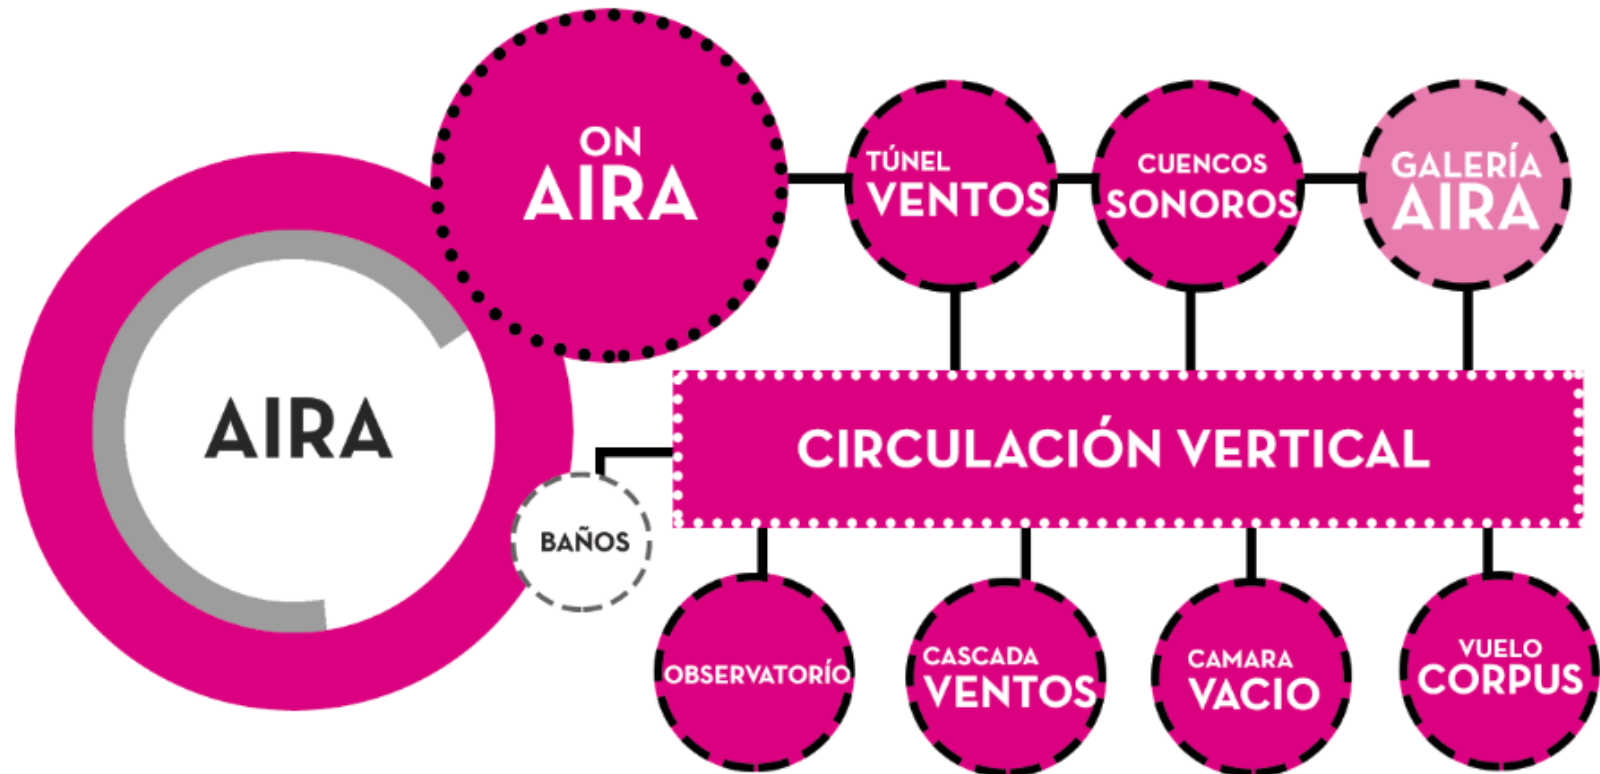 ON
AIRA
TÚNEL
VENTOS
CUENCOS
SONOROS
GALERÍA
AIRA
AIRA
CIRCULACIÓN VERTICAL
BAÑOS
OBSERVATORÍO
CASCADA
VENTOS
CAMARA
VACIO
VUELO
CORPUS